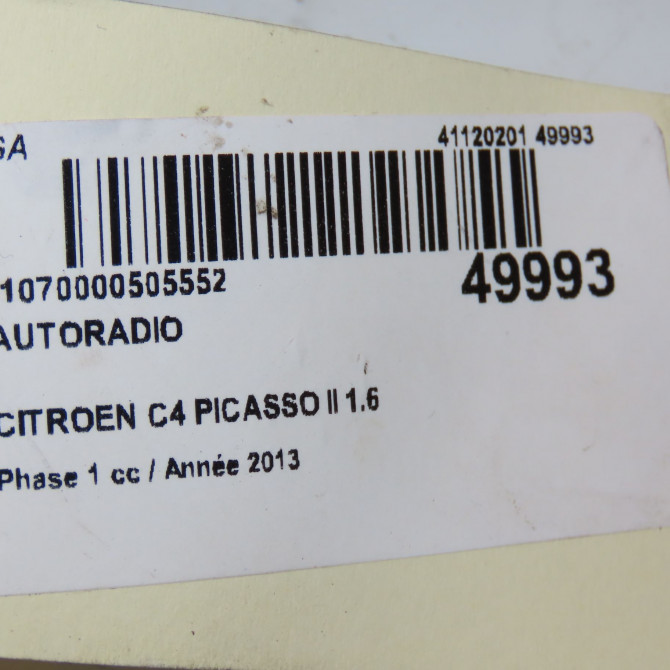 41120201 49993
1070000505552
49993
AUTORADIO
CITROEN C4 PICASSO II 1.6
Phase 1 cc / Année 2013